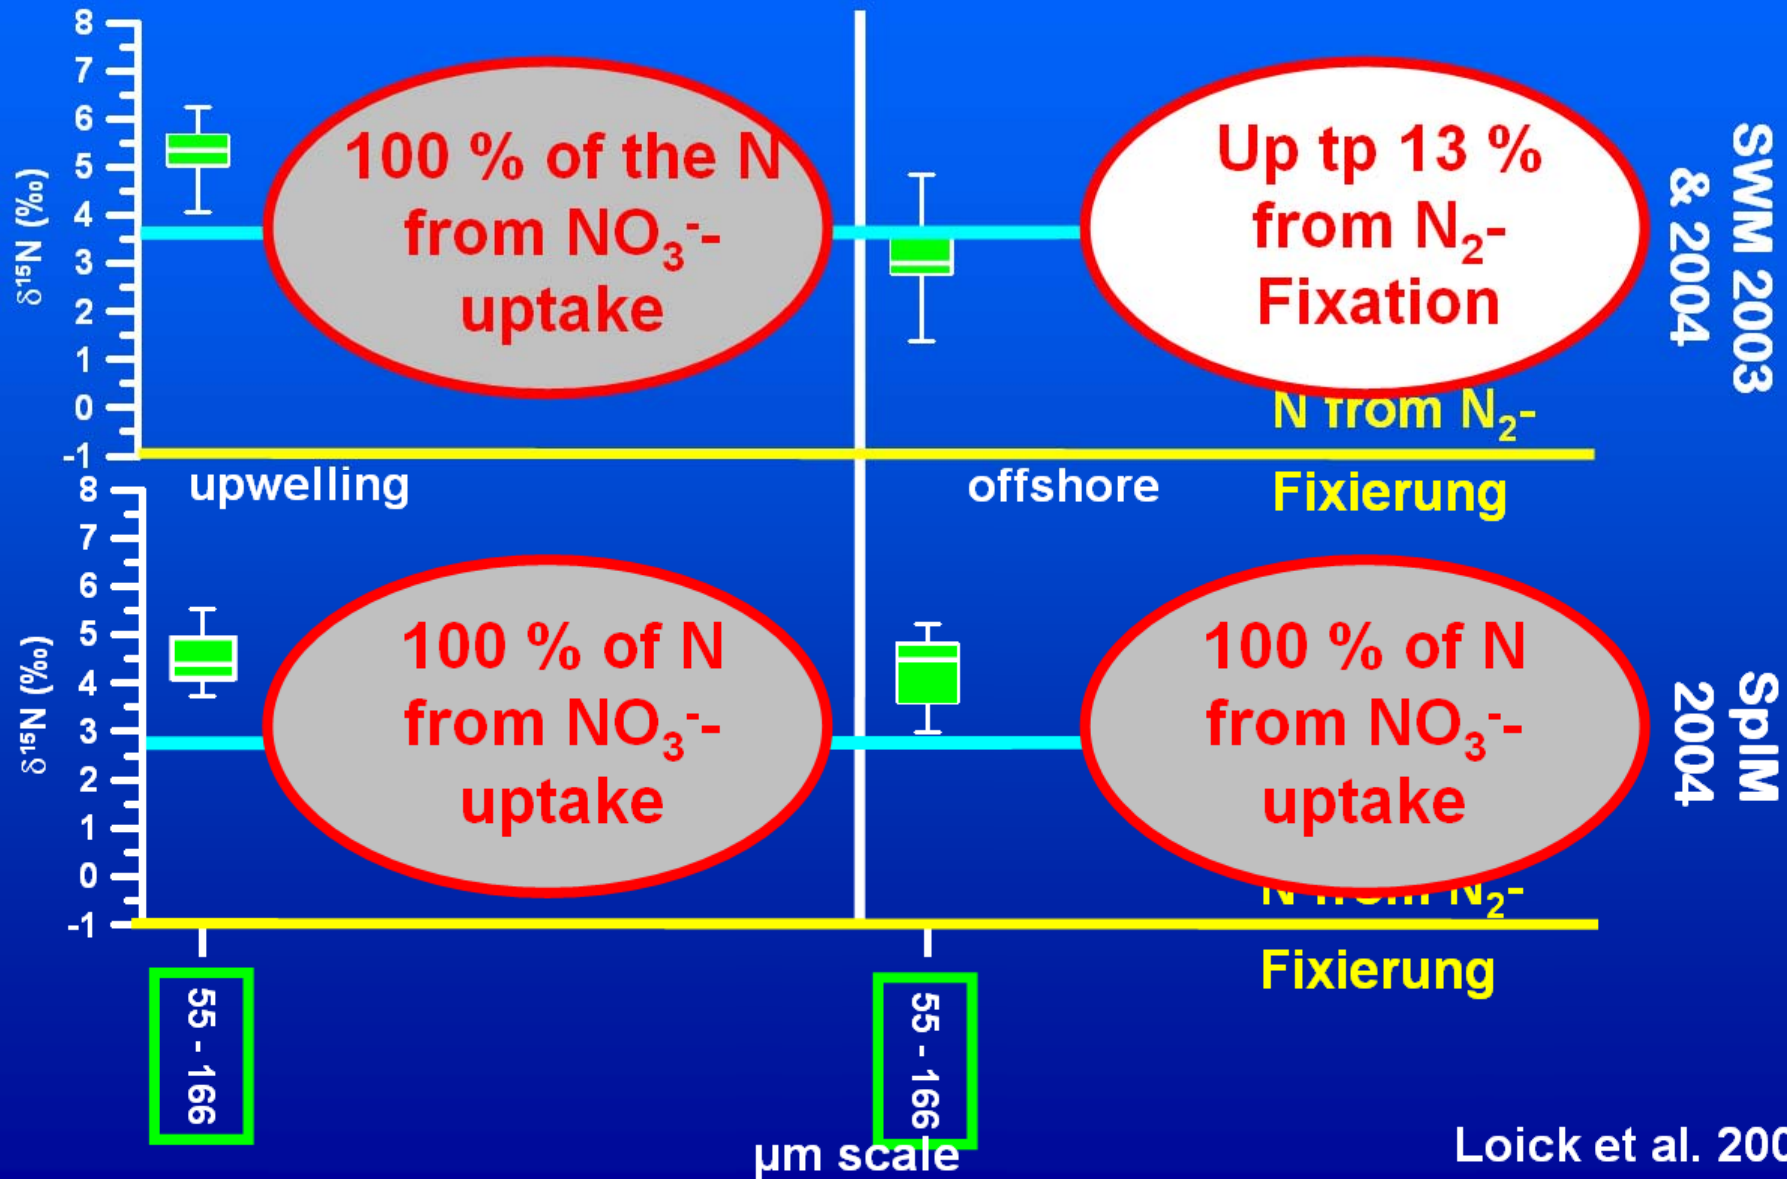 8
7
6
5
4
3
2
1
0
-1
δ¹⁵N (‰)
100 % of the N
from NO₃⁻-
uptake
Up tp 13 %
from N₂-
Fixation
SWM 2003
& 2004
N from N₂-
Fixierung
upwelling
offshore
8
7
6
5
4
3
2
1
0
-1
δ¹⁵N (‰)
100 % of N
from NO₃⁻-
uptake
100 % of N
from NO₃⁻-
uptake
SpIM
2004
N from N₂-
Fixierung
55 - 166
55 - 166
µm scale
Loick et al. 200